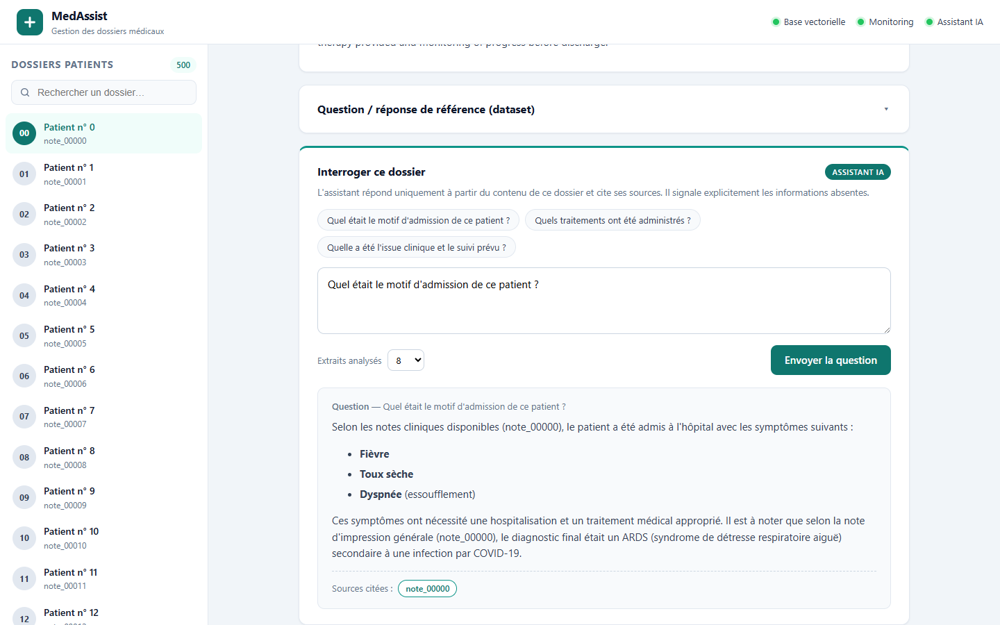 MedAssist
Gestion des dossiers médicaux
Base vectorielle
Monitoring
Assistant IA
DOSSIERS PATIENTS
500
Rechercher un dossier...
00
Patient n° 0
note_00000
01
Patient n° 1
note_00001
02
Patient n° 2
note_00002
03
Patient n° 3
note_00003
04
Patient n° 4
note_00004
05
Patient n° 5
note_00005
06
Patient n° 6
note_00006
07
Patient n° 7
note_00007
08
Patient n° 8
note_00008
09
Patient n° 9
note_00009
10
Patient n° 10
note_00010
11
Patient n° 11
note_00011
12
Patient n° 12
therapy provided and monitoring of progress before discharge.
Question / réponse de référence (dataset)
Interroger ce dossier
ASSISTANT IA
L'assistant répond uniquement à partir du contenu de ce dossier et cite ses sources. Il signale explicitement les informations absentes.
Quel était le motif d'admission de ce patient ?
Quels traitements ont été administrés ?
Quelle a été l'issue clinique et le suivi prévu ?
Quel était le motif d'admission de ce patient ?
Extraits analysés
8
Envoyer la question
Question — Quel était le motif d'admission de ce patient ?
Selon les notes cliniques disponibles (note_00000), le patient a été admis à l'hôpital avec les symptômes suivants :
• Fièvre
• Toux sèche
• Dyspnée (essoufflement)
Ces symptômes ont nécessité une hospitalisation et un traitement médical approprié. Il est à noter que selon la note
d'impression générale (note_00000), le diagnostic final était un ARDS (syndrome de détresse respiratoire aiguë)
secondaire à une infection par COVID-19.
Sources citées :
note_00000